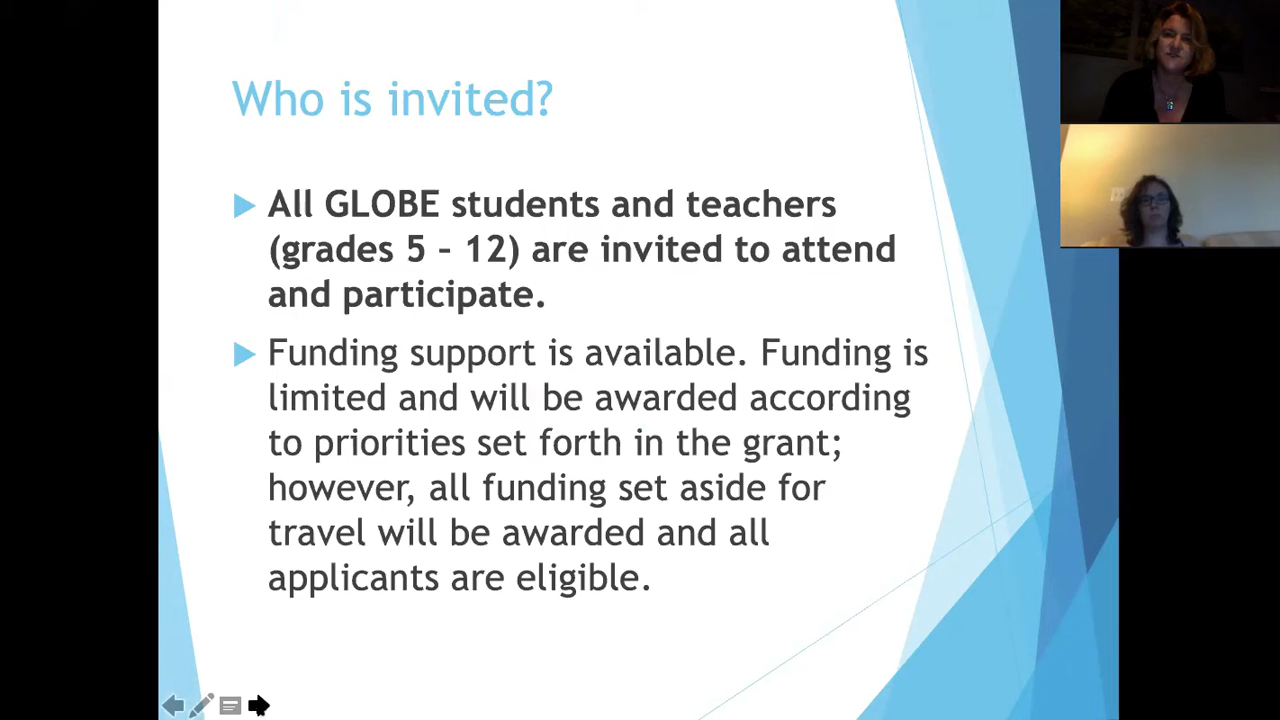 Who is invited?
All GLOBE students and teachers
(grades 5 – 12) are invited to attend
and participate.
Funding support is available. Funding is
limited and will be awarded according
to priorities set forth in the grant;
however, all funding set aside for
travel will be awarded and all
applicants are eligible.